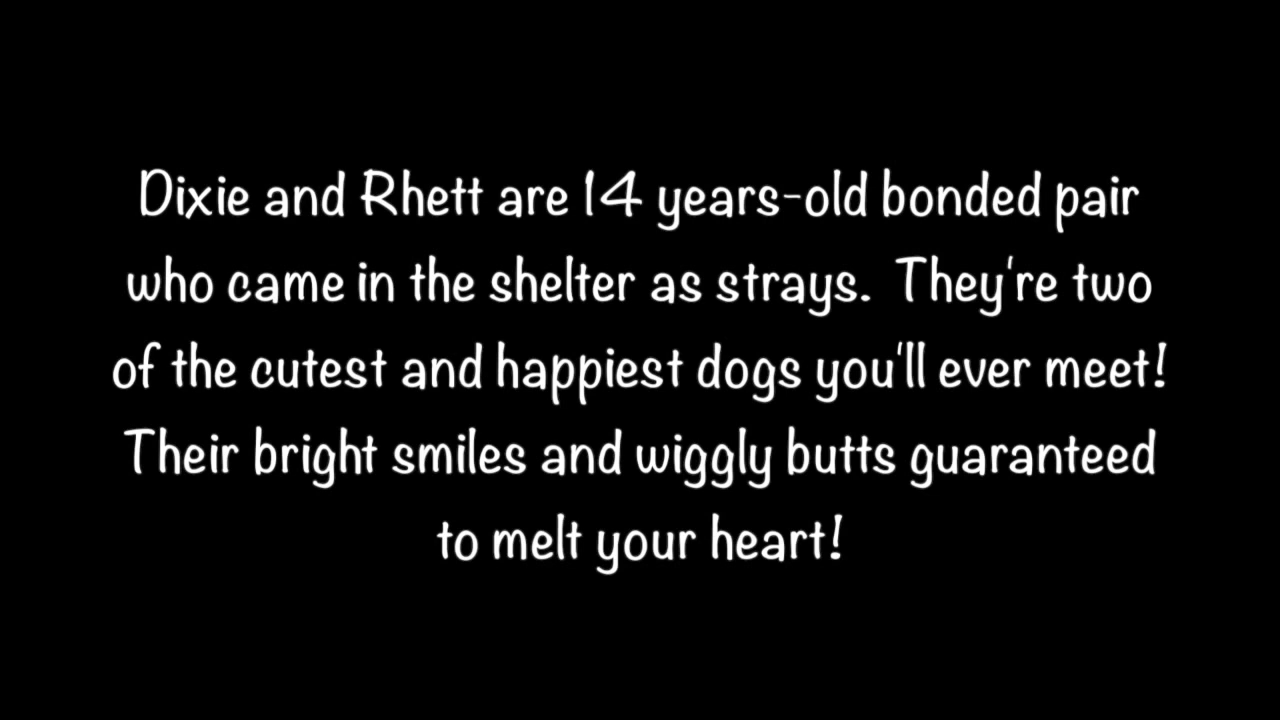 Dixie and Rhett are 14 years-old bonded pair
who came in the shelter as strays.  They're two
of the cutest and happiest dogs you'll ever meet!
Their bright smiles and wiggly butts guaranteed
to melt your heart!